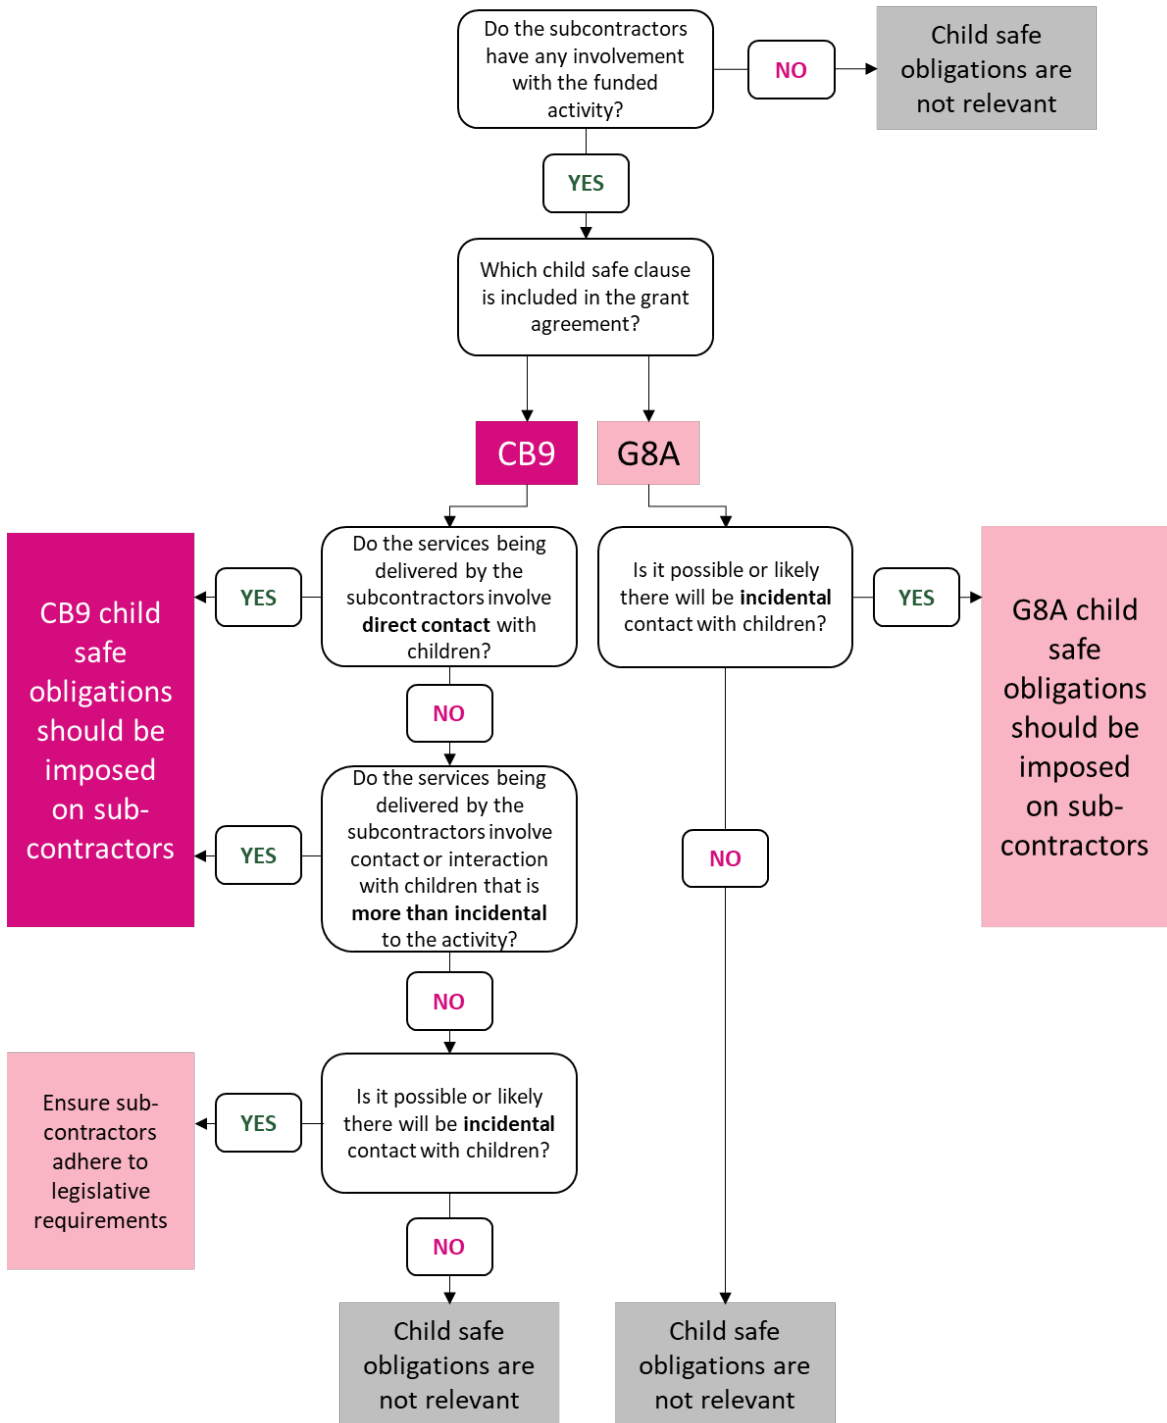 Do the subcontractors
have any involvement
with the funded
activity?
NO
Child safe
obligations are
not relevant
YES
Which child safe clause
is included in the grant
agreement?
CB9
G8A
CB9 child
safe
obligations
should be
imposed
on sub-
contractors
YES
Do the services being
delivered by the
subcontractors involve
direct contact with
children?
Is it possible or likely
there will be incidental
contact with children?
YES
G8A child
safe
obligations
should be
imposed
on sub-
contractors
NO
YES
Do the services being
delivered by the
subcontractors involve
contact or interaction
with children that is
more than incidental
to the activity?
NO
NO
Ensure sub-
contractors
adhere to
legislative
requirements
YES
Is it possible or likely
there will be incidental
contact with children?
NO
Child safe
obligations are
not relevant
Child safe
obligations are
not relevant